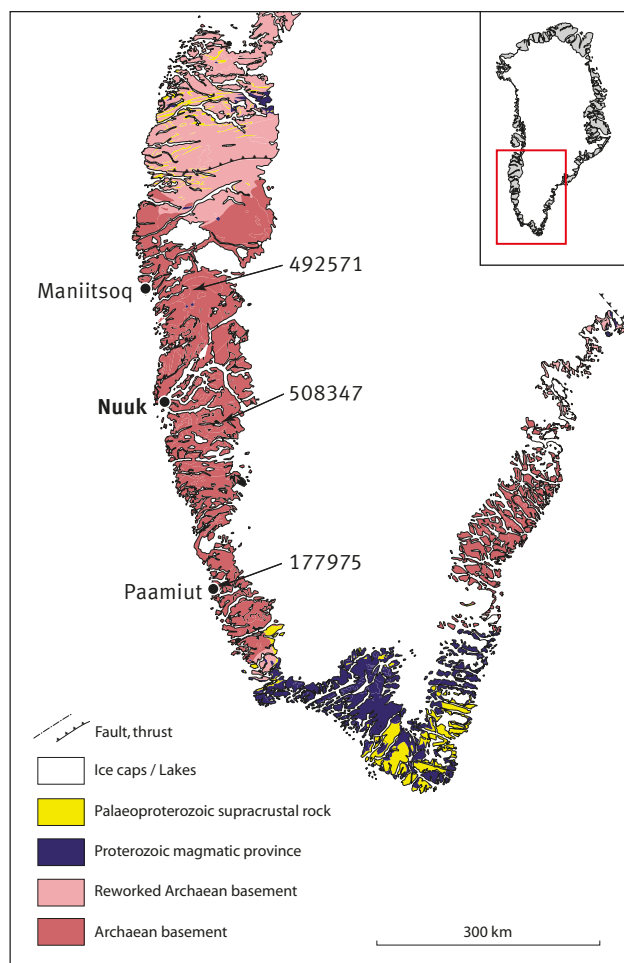 492571
Maniitsoq
508347
Nuuk
177975
Paamiut
Fault, thrust
Ice caps / Lakes
Palaeoproterozoic supracrustal rock
Proterozoic magmatic province
Reworked Archaean basement
Archaean basement
300 km